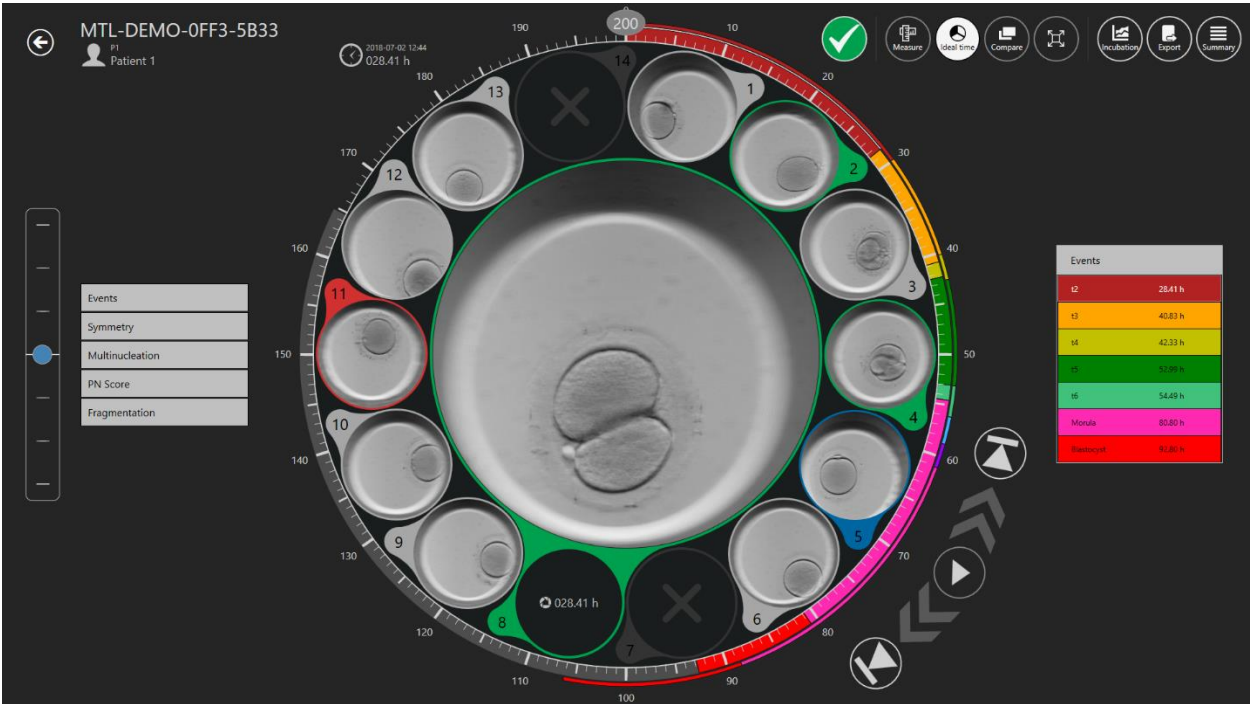 MTL-DEMO-0FF3-5B33
P1
Patient 1
2018-07-02 12:44
028.41 h
Measure
Ideal time
Compare
Incubation
Export
Summary
200
10
20
30
40
50
60
70
80
90
100
110
120
130
140
150
160
170
180
190
1
2
3
4
5
6
7
8
9
10
11
12
13
14
028.41 h
Events
Symmetry
Multinucleation
PN Score
Fragmentation
Events
t2 28.41 h
t3 40.83 h
t4 42.33 h
t5 52.99 h
t6 54.49 h
Morula 80.80 h
Blastocyst 92.80 h